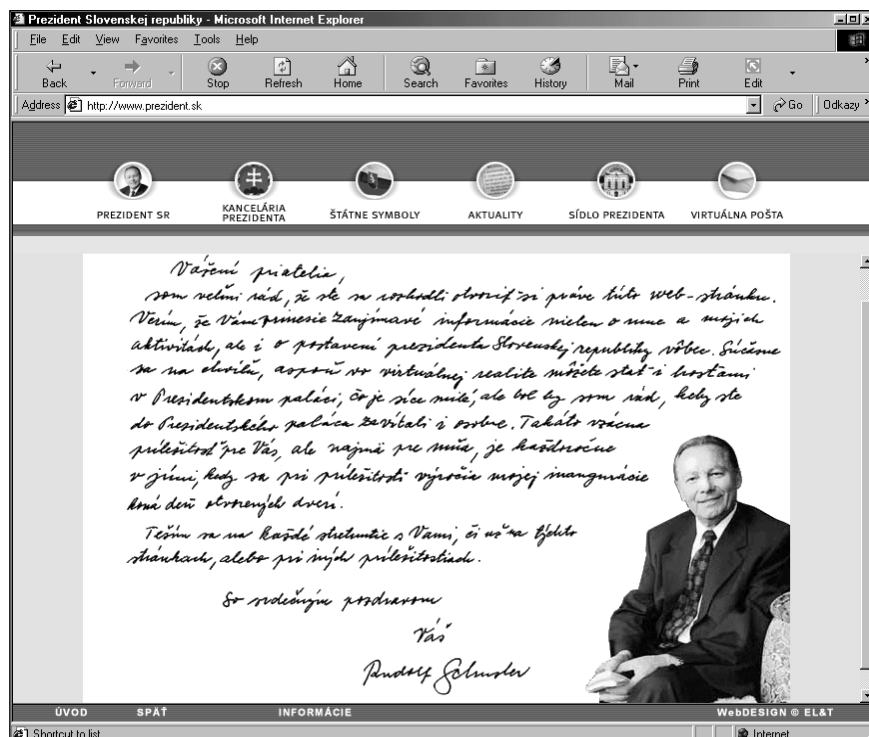 Prezident Slovenskej republiky - Microsoft Internet Explorer
File Edit View Favorites Tools Help
Back Forward Stop Refresh Home Search Favorites History Mail Print Edit
Address http://www.prezident.sk Go Odkazy
PREZIDENT SR KANCELÁRIA PREZIDENTA ŠTÁTNE SYMBOLY AKTUALITY SÍDLO PREZIDENTA VIRTUÁLNA POŠTA
Vážení priatelia,
som veľmi rád, že ste sa rozhodli otvoriť si práve túto web-stránku.
Verím, že Vám prinesie zaujímavé informácie nielen o mne a mojich
aktivitách, ale i o postavení prezidenta Slovenskej republiky vôbec. Súčasne
sa na chvíľu, aspoň vo virtuálnej realite môžete stať i hosťami
v Prezidentskom paláci, čo je síce milé, ale bol by som rád, keby ste
do Prezidentského paláca zavítali i osobne. Takáto vzácna
príležitosť pre Vás, ale najmä pre mňa, je každoročne
v júni, kedy sa pri príležitosti výročia mojej inaugurácie
koná deň otvorených dverí.
Teším sa na každé stretnutie s Vami, či už na týchto
stránkach, alebo pri iných príležitostiach.
So srdečným pozdravom
Váš
Rudolf Schuster
ÚVOD SPÄŤ INFORMÁCIE WebDESIGN © EL&T
Shortcut to list Internet